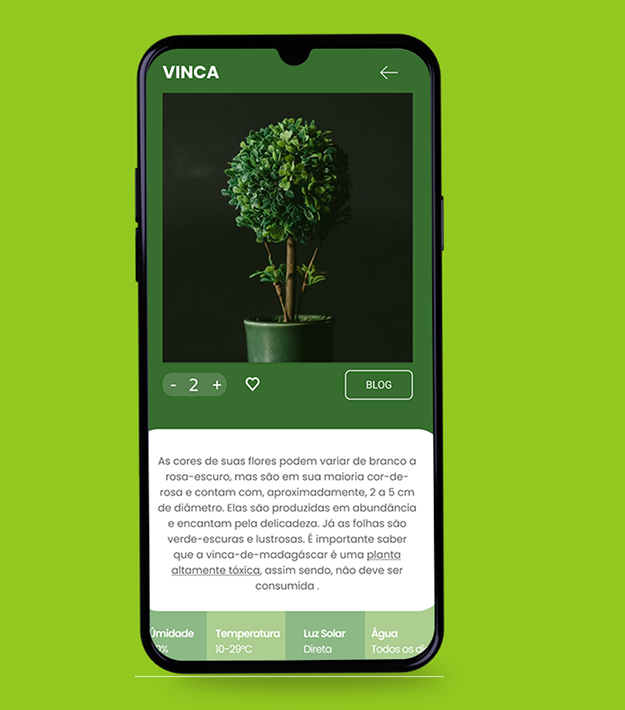 VINCA
- 2 +
BLOG
As cores de suas flores podem variar de branco a
rosa-escuro, mas são em sua maioria cor-de-
rosa e contam com, aproximadamente, 2 a 5 cm
de diâmetro. Elas são produzidas em abundância
e encantam pela delicadeza. Já as folhas são
verde-escuras e lustrosas. É importante saber
que a vinca-de-madagáscar é uma planta
altamente tóxica, assim sendo, não deve ser
consumida .
Úmidade Temperatura Luz Solar Água
10-29ºC Direta Todos os